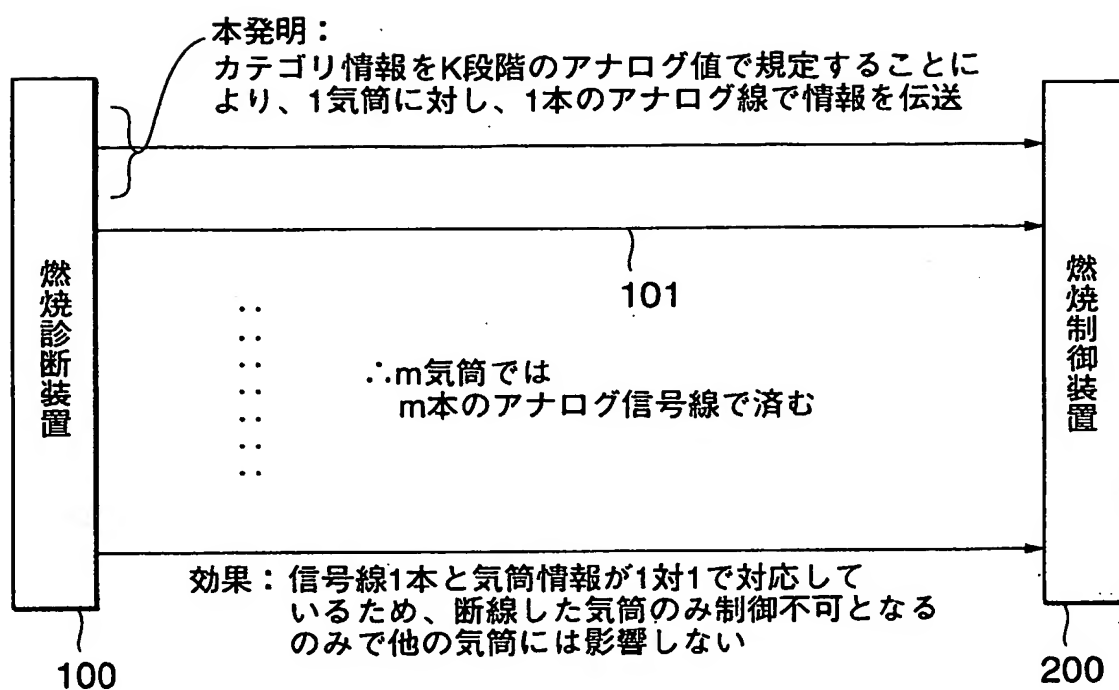 本発明：
カテゴリ情報をK段階のアナログ値で規定することに
より、1気筒に対し、1本のアナログ線で情報を伝送
燃焼診断装置
101
∴m気筒では
m本のアナログ信号線で済む
燃焼制御装置
効果：信号線1本と気筒情報が1対1で対応して
いるため、断線した気筒のみ制御不可となる
のみで他の気筒には影響しない
100
200